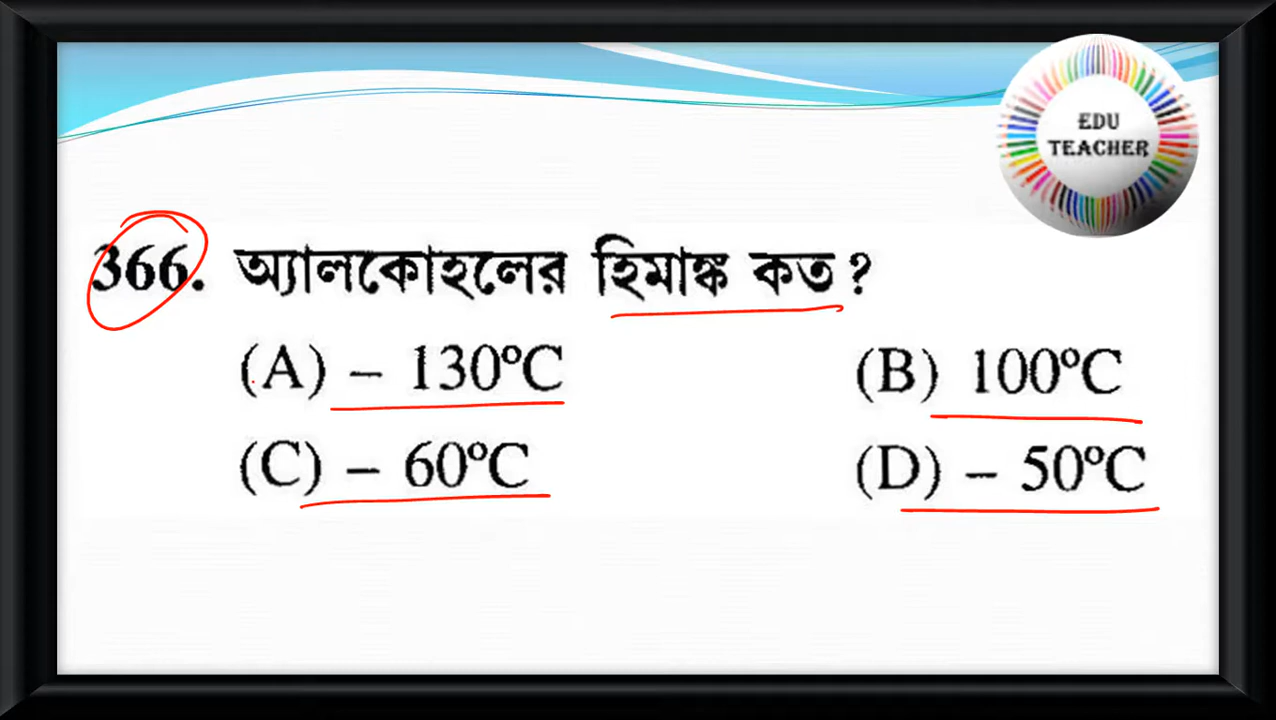 EDU
TEACHER
366. অ্যালকোহলের হিমাঙ্ক কত ?
(A) – 130ºC (B) 100ºC
(C) – 60ºC (D) – 50ºC